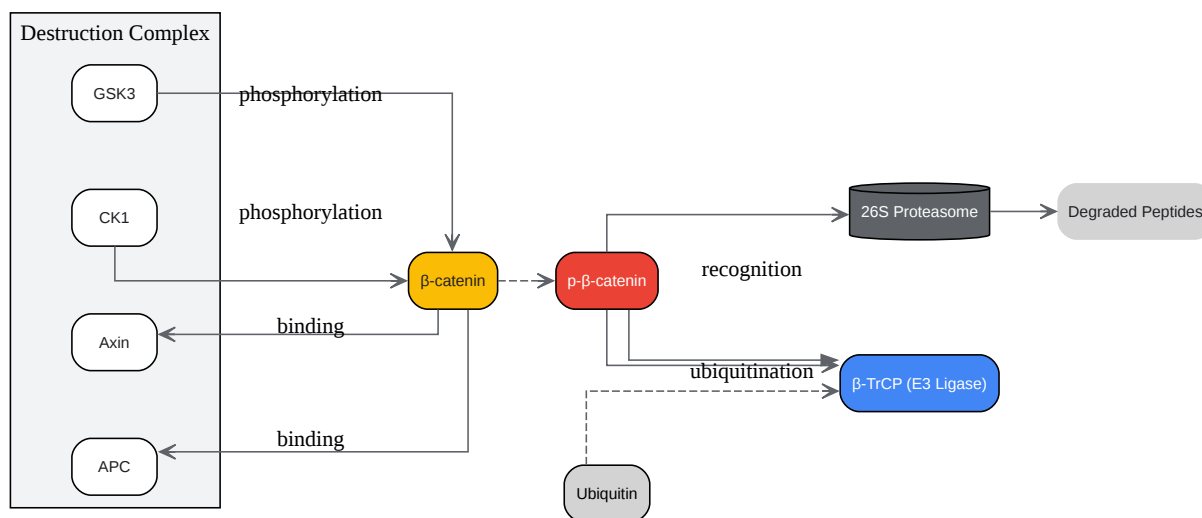 Destruction Complex
GSK3
phosphorylation
CK1
phosphorylation
26S Proteasome
Degraded Peptides
recognition
β-catenin
p-β-catenin
Axin
binding
ubiquitination
β-TrCP (E3 Ligase)
APC
binding
Ubiquitin